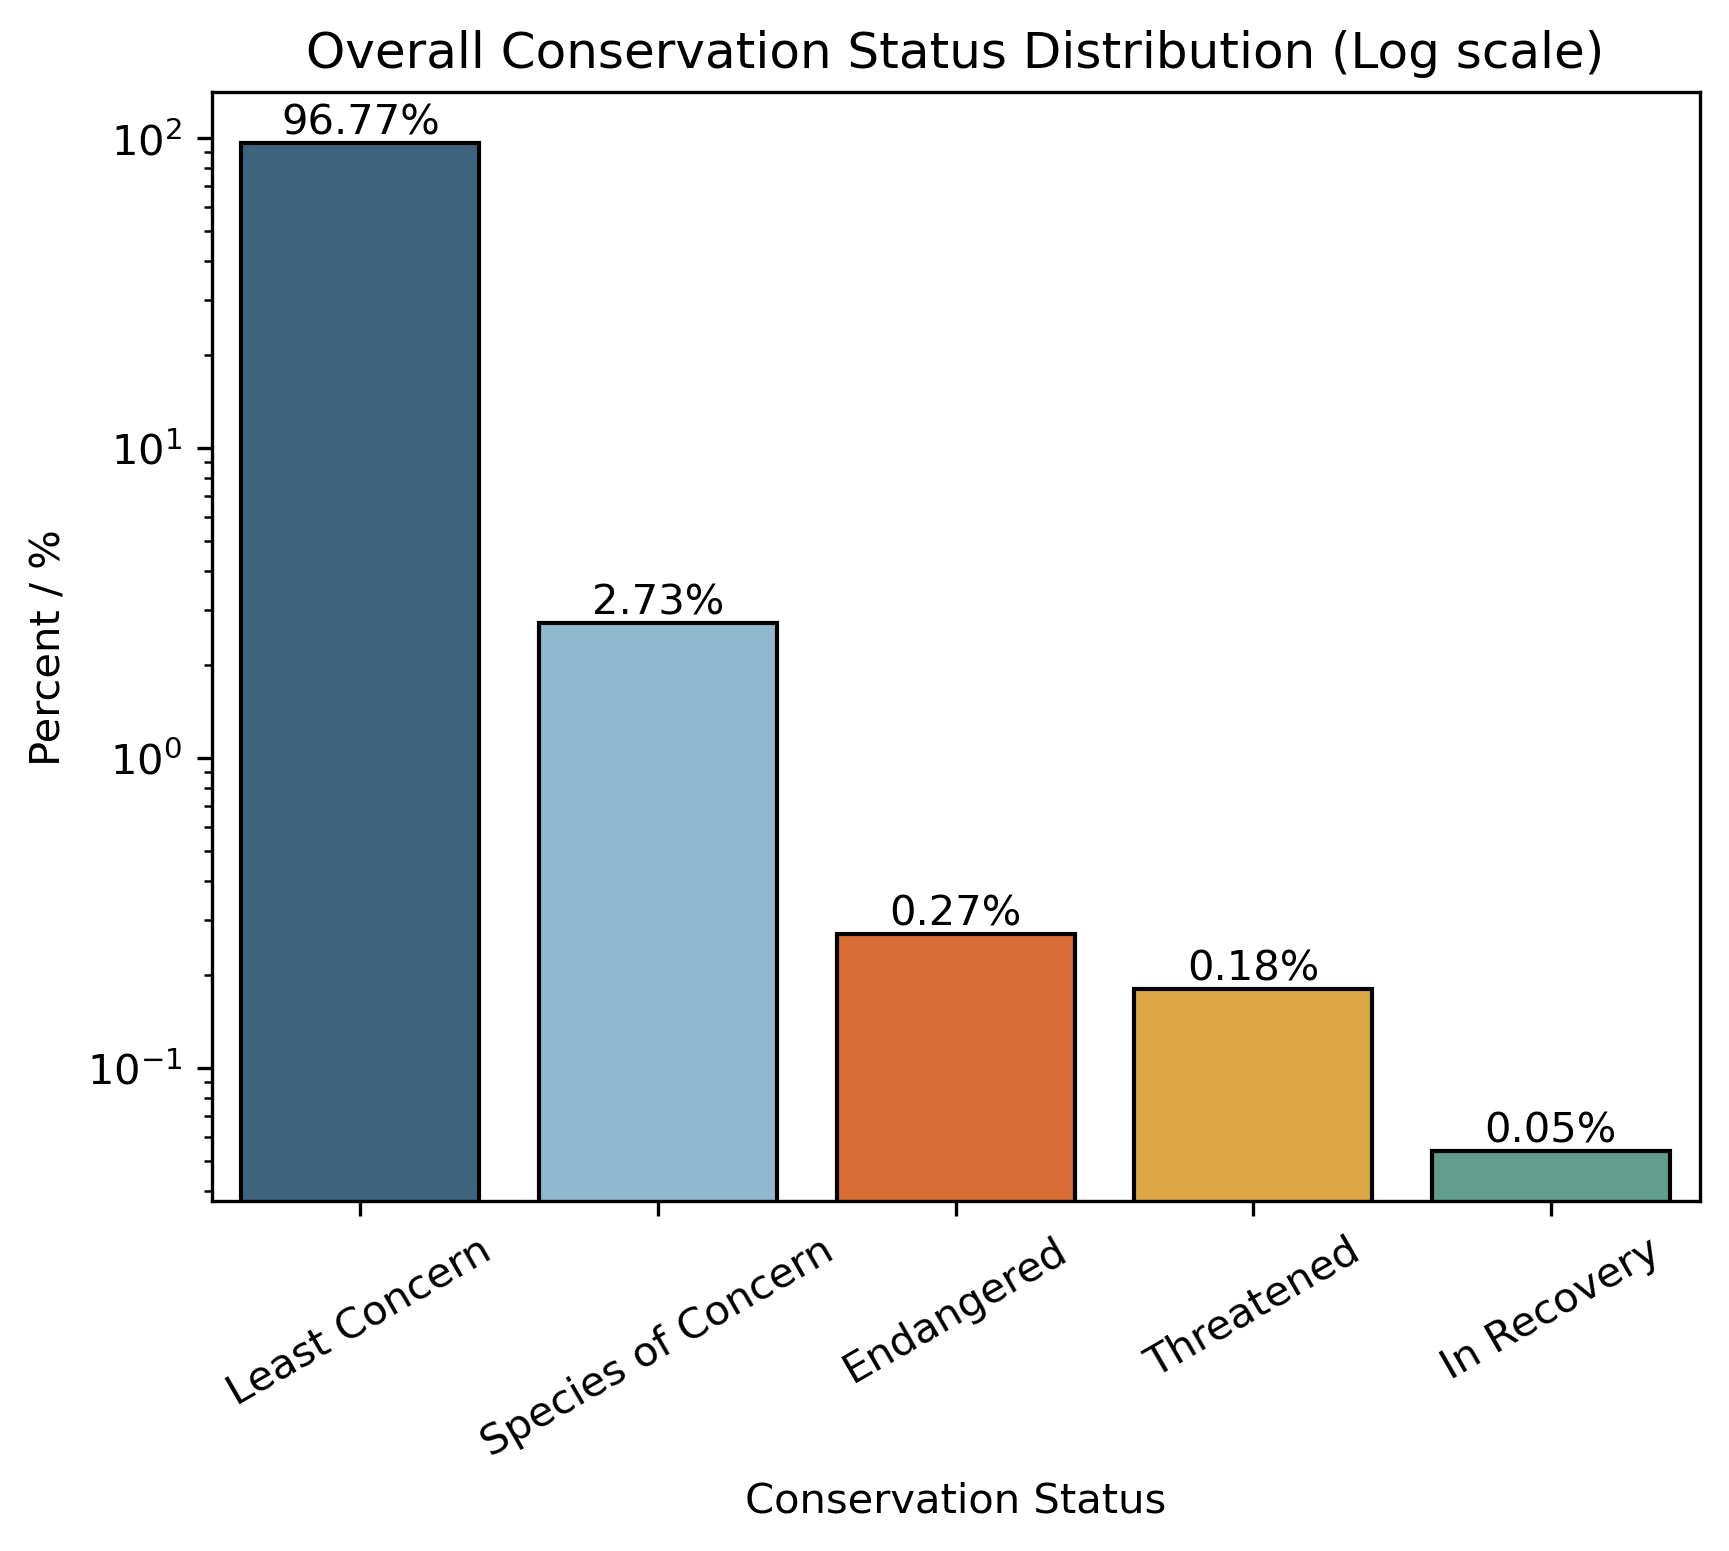 Overall Conservation Status Distribution (Log scale)
Percent / %
10²
10¹
10⁰
10⁻¹
96.77%
2.73%
0.27%
0.18%
0.05%
Least Concern
Species of Concern
Endangered
Threatened
In Recovery
Conservation Status